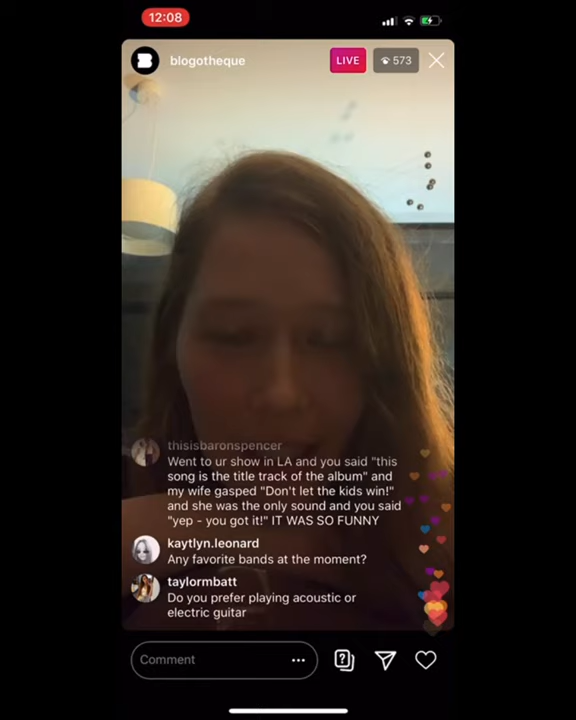 12:08
blogotheque
LIVE
573
thisisbaronspencer
Went to ur show in LA and you said "this
song is the title track of the album" and
my wife gasped "Don't let the kids win!"
and she was the only sound and you said
"yep - you got it!" IT WAS SO FUNNY
kaytlyn.leonard
Any favorite bands at the moment?
taylormbatt
Do you prefer playing acoustic or
electric guitar
Comment